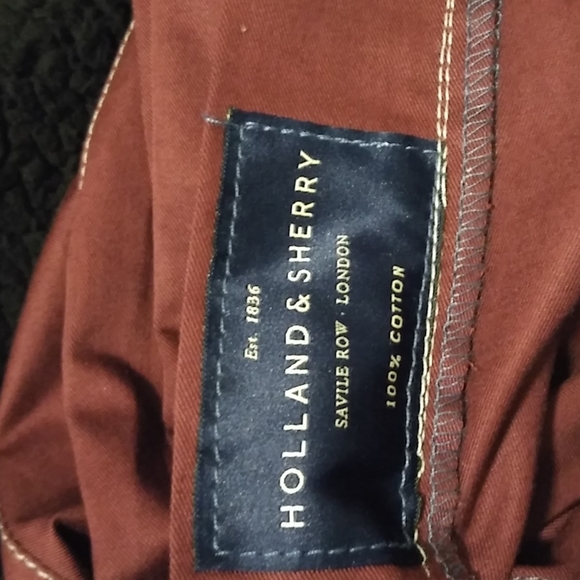 Est. 1836
HOLLAND & SHERRY
SAVILE ROW · LONDON
100% COTTON